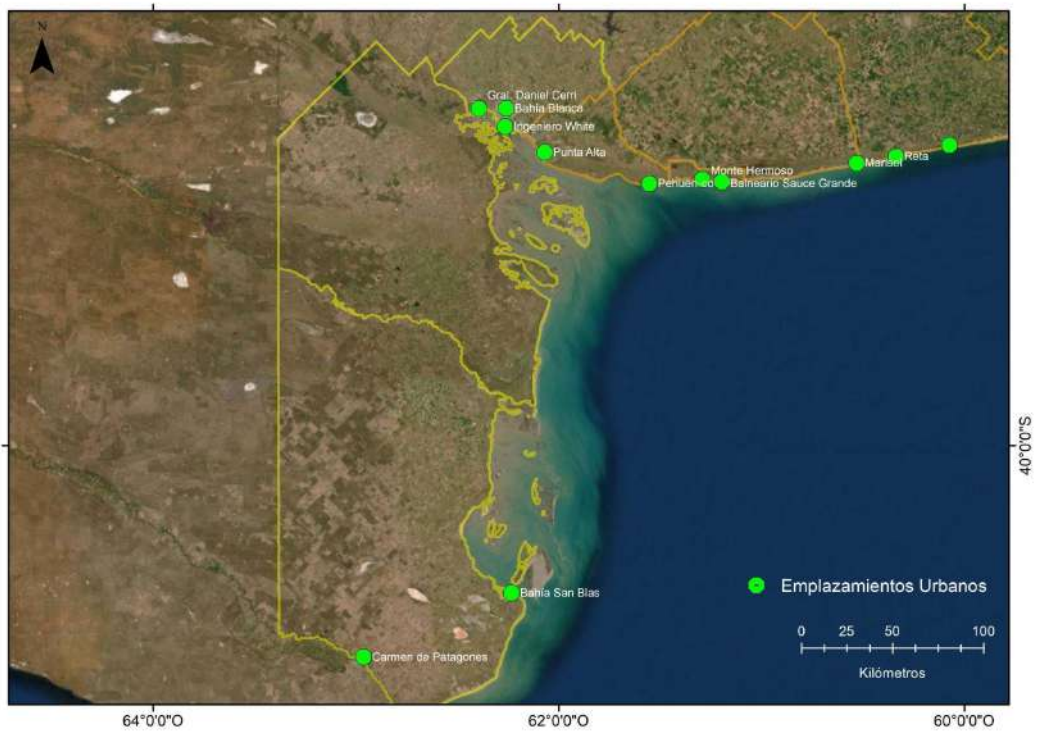 N
Gral. Daniel Cerri
Bahía Blanca
Ingeniero White
Punta Alta
Monte Hermoso
Pehuén có
Balneario Sauce Grande
Marisol
Reta
40°0'0"S
Bahía San Blas
Emplazamientos Urbanos
0 25 50 100
Kilómetros
Carmen de Patagones
64°0'0"O
62°0'0"O
60°0'0"O